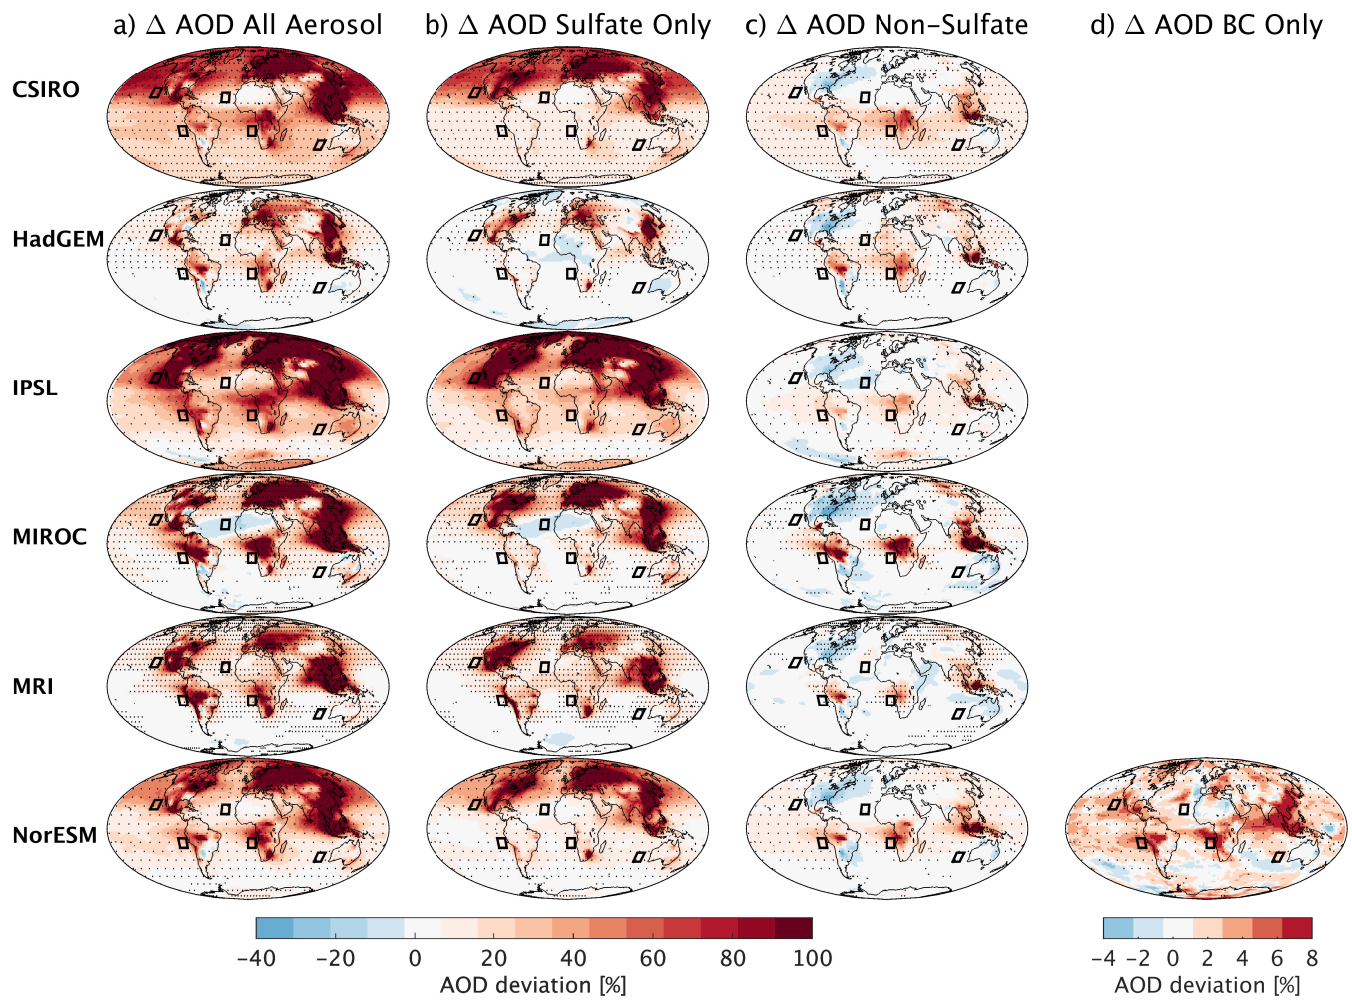 a) Δ AOD All Aerosol
b) Δ AOD Sulfate Only
c) Δ AOD Non-Sulfate
d) Δ AOD BC Only
CSIRO
HadGEM
IPSL
MIROC
MRI
NorESM
-40 -20 0 20 40 60 80 100
AOD deviation [%]
-4 -2 0 2 4 6 8
AOD deviation [%]